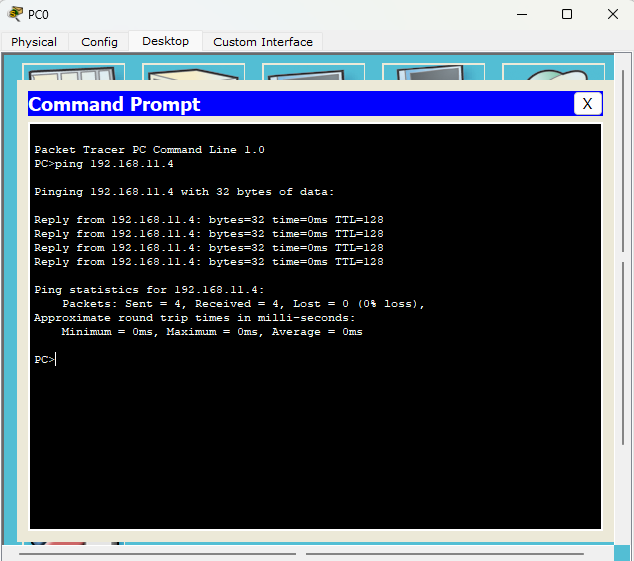 PC0
Physical Config Desktop Custom Interface
Command Prompt X
Packet Tracer PC Command Line 1.0
PC>ping 192.168.11.4
Pinging 192.168.11.4 with 32 bytes of data:
Reply from 192.168.11.4: bytes=32 time=0ms TTL=128
Reply from 192.168.11.4: bytes=32 time=0ms TTL=128
Reply from 192.168.11.4: bytes=32 time=0ms TTL=128
Reply from 192.168.11.4: bytes=32 time=0ms TTL=128
Ping statistics for 192.168.11.4:
    Packets: Sent = 4, Received = 4, Lost = 0 (0% loss),
Approximate round trip times in milli-seconds:
    Minimum = 0ms, Maximum = 0ms, Average = 0ms
PC>